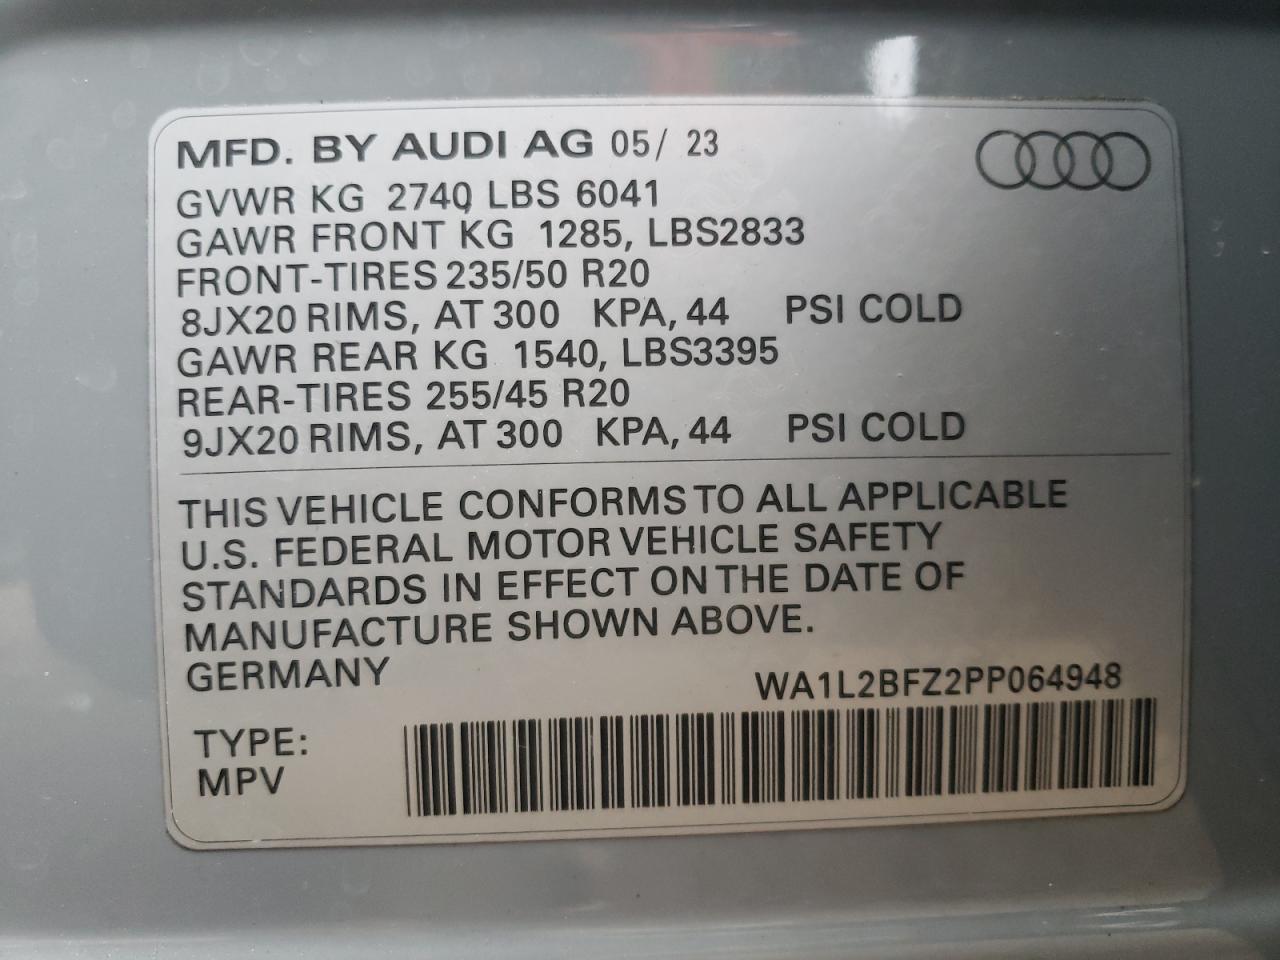 MFD. BY AUDI AG 05/ 23
GVWR KG 2740 LBS 6041
GAWR FRONT KG 1285, LBS2833
FRONT-TIRES 235/50 R20
8JX20 RIMS, AT 300 KPA, 44 PSI COLD
GAWR REAR KG 1540, LBS3395
REAR-TIRES 255/45 R20
9JX20 RIMS, AT 300 KPA, 44 PSI COLD
THIS VEHICLE CONFORMS TO ALL APPLICABLE
U.S. FEDERAL MOTOR VEHICLE SAFETY
STANDARDS IN EFFECT ON THE DATE OF
MANUFACTURE SHOWN ABOVE.
GERMANY
WA1L2BFZ2PP064948
TYPE:
MPV